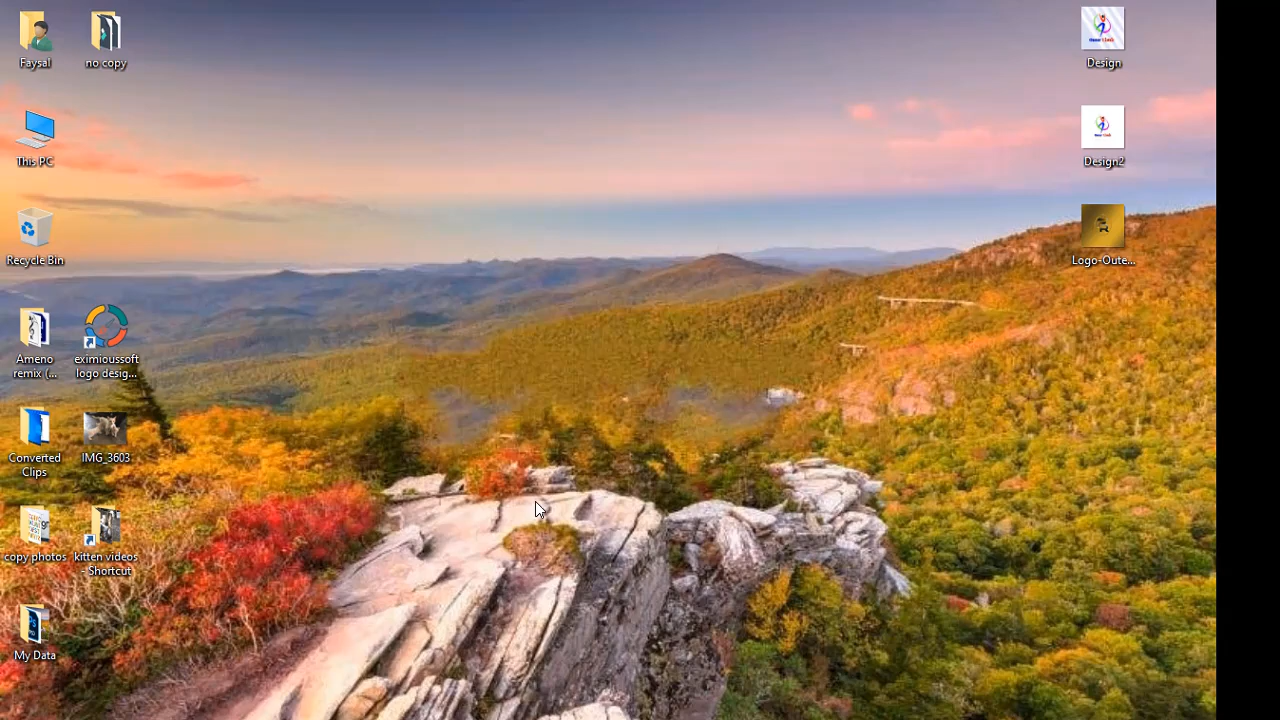 Faysal
no copy
Design
This PC
Design2
Recycle Bin
Logo-Oute...
Ameno
remix (...
eximioussoft
logo desig...
Converted
Clips
IMG_3603
copy photos
kitten videos
- Shortcut
My Data